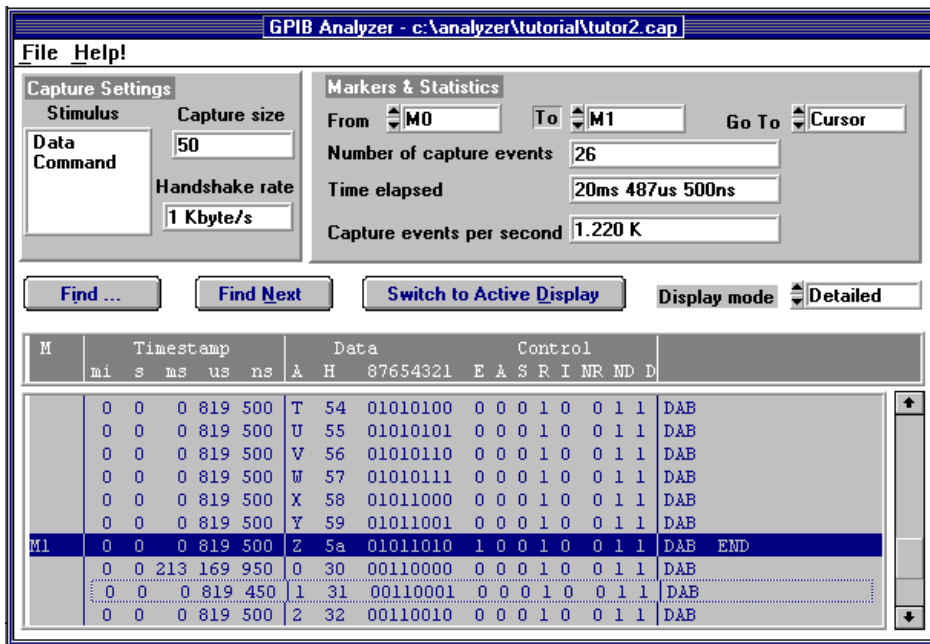 GPIB Analyzer - c:\analyzer\tutorial\tutor2.cap
File Help!
Capture Settings
Stimulus Capture size
Data
Command
50
Handshake rate
1 Kbyte/s
Markers & Statistics
From M0 To M1 Go To Cursor
Number of capture events 26
Time elapsed 20ms 487us 500ns
Capture events per second 1.220 K
Find ... Find Next Switch to Active Display Display mode Detailed
M Timestamp Data Control
mi s ms us ns A H 87654321 E A S R I NR ND D
0 0 0 819 500 T 54 01010100 0 0 0 1 0 0 1 1 DAB
0 0 0 819 500 U 55 01010101 0 0 0 1 0 0 1 1 DAB
0 0 0 819 500 V 56 01010110 0 0 0 1 0 0 1 1 DAB
0 0 0 819 500 W 57 01010111 0 0 0 1 0 0 1 1 DAB
0 0 0 819 500 X 58 01011000 0 0 0 1 0 0 1 1 DAB
0 0 0 819 500 Y 59 01011001 0 0 0 1 0 0 1 1 DAB
M1 0 0 0 819 500 Z 5a 01011010 1 0 0 1 0 0 1 1 DAB END
0 0 213 169 950 0 30 00110000 0 0 0 1 0 0 1 1 DAB
0 0 0 819 450 1 31 00110001 0 0 0 1 0 0 1 1 DAB
0 0 0 819 500 2 32 00110010 0 0 0 1 0 0 1 1 DAB